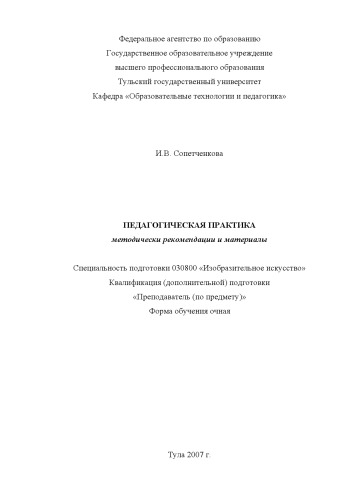 Федеральное агентство по образованию
Государственное образовательное учреждение
высшего профессионального образования
Тульский государственный университет
Кафедра «Образовательные технологии и педагогика»
И.В. Сопетченкова
ПЕДАГОГИЧЕСКАЯ ПРАКТИКА
методически рекомендации и материалы
Специальность подготовки 030800 «Изобразительное искусство»
Квалификация (дополнительной) подготовки
«Преподаватель (по предмету)»
Форма обучения очная
Тула 2007 г.